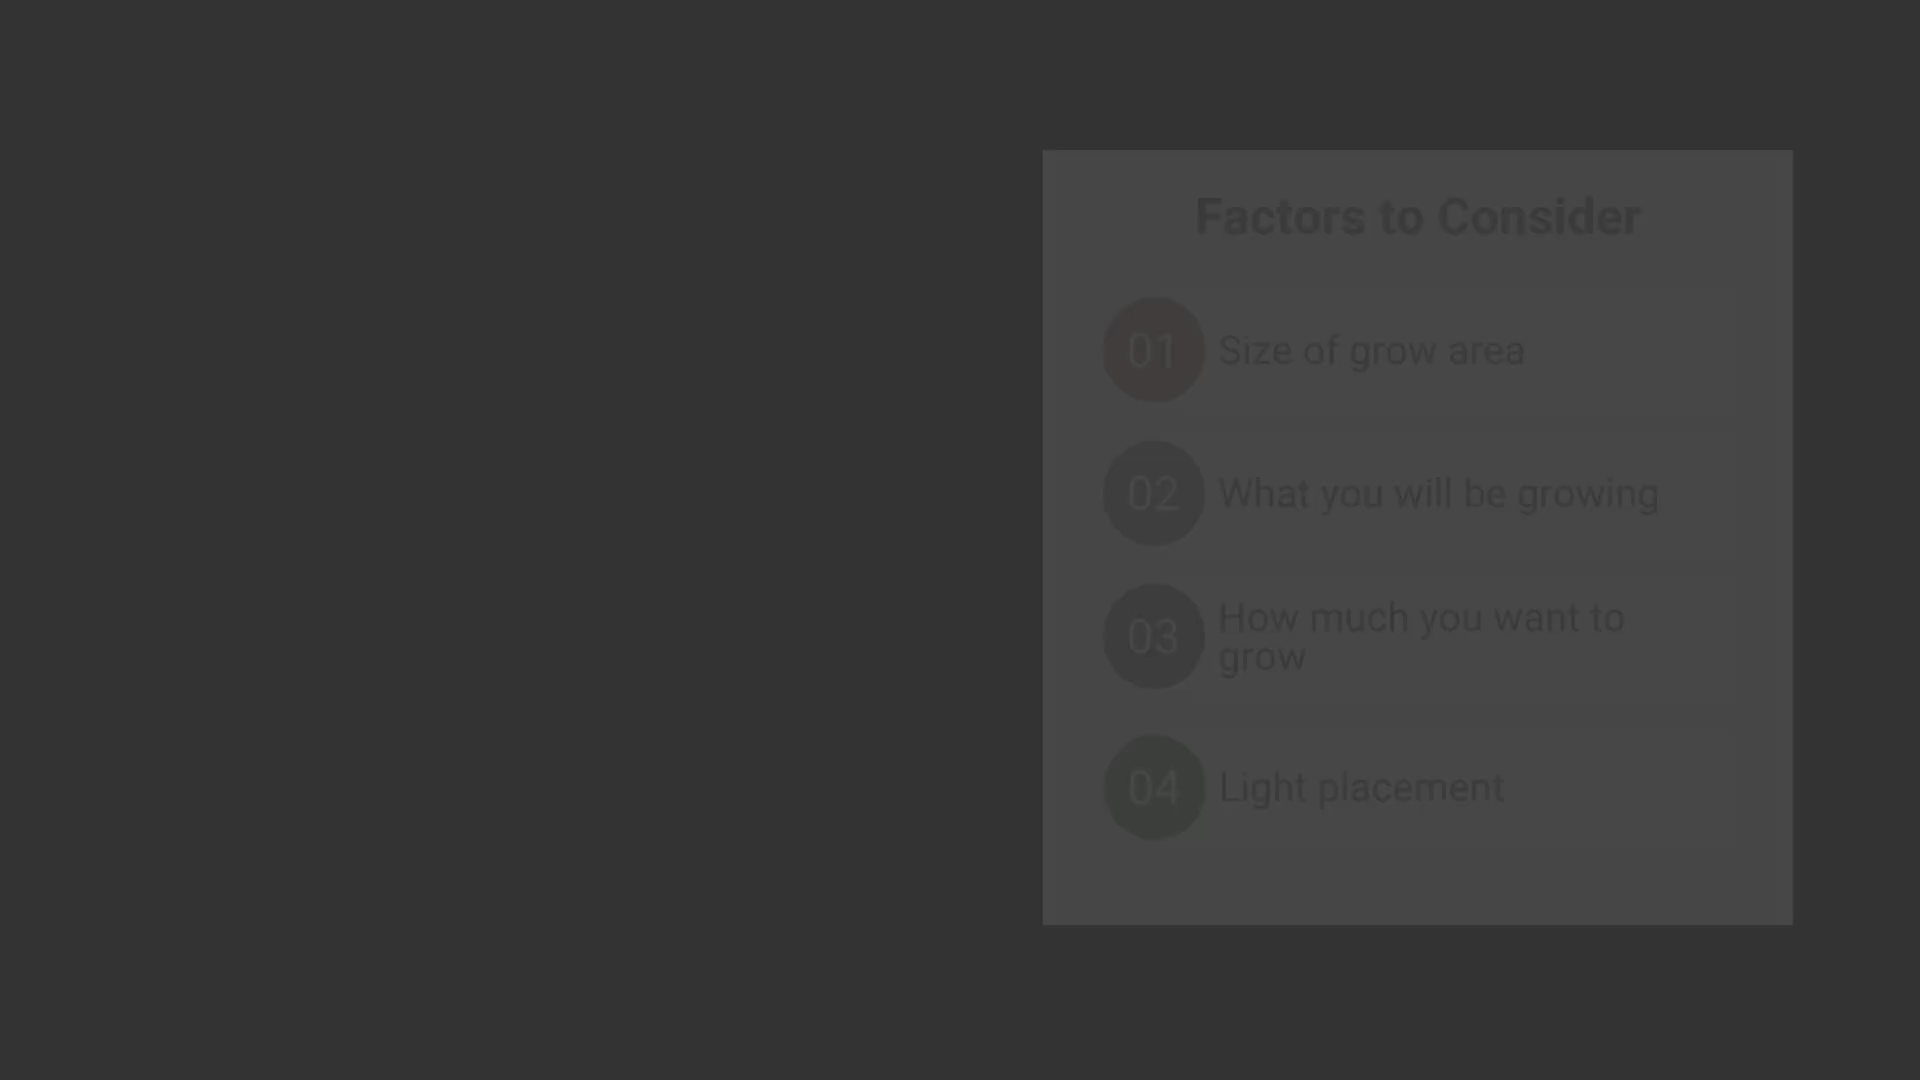 Factors to Consider
01 Size of grow area
02 What you will be growing
03 How much you want to
grow
04 Light placement